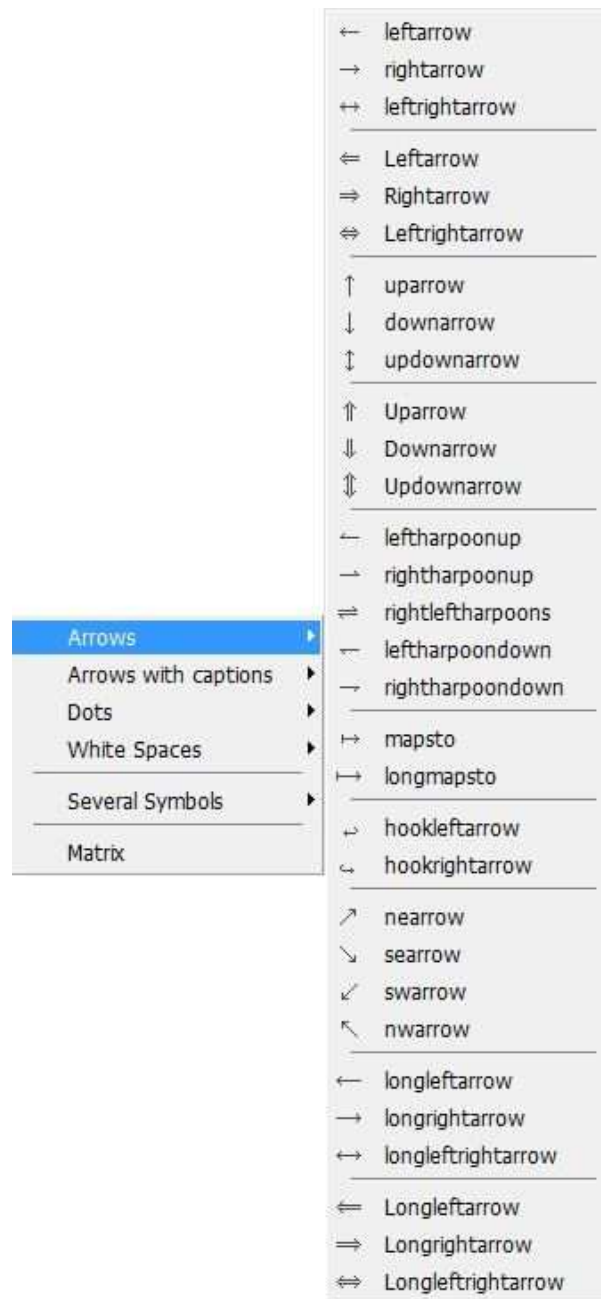 ← leftarrow
→ rightarrow
↔ leftrightarrow
⇐ Leftarrow
⇒ Rightarrow
⇔ Leftrightarrow
↑ uparrow
↓ downarrow
↕ updownarrow
⇑ Uparrow
⇓ Downarrow
⇕ Updownarrow
↼ leftharpoonup
⇀ rightharpoonup
⇌ rightleftharpoons
↽ leftharpoondown
⇁ rightharpoondown
↦ mapsto
⟼ longmapsto
↩ hookleftarrow
↪ hookrightarrow
↗ nearrow
↘ searrow
↙ swarrow
↖ nwarrow
⟵ longleftarrow
⟶ longrightarrow
⟷ longleftrightarrow
⟸ Longleftarrow
⟹ Longrightarrow
⟺ Longleftrightarrow
Arrows
Arrows with captions
Dots
White Spaces
Several Symbols
Matrix